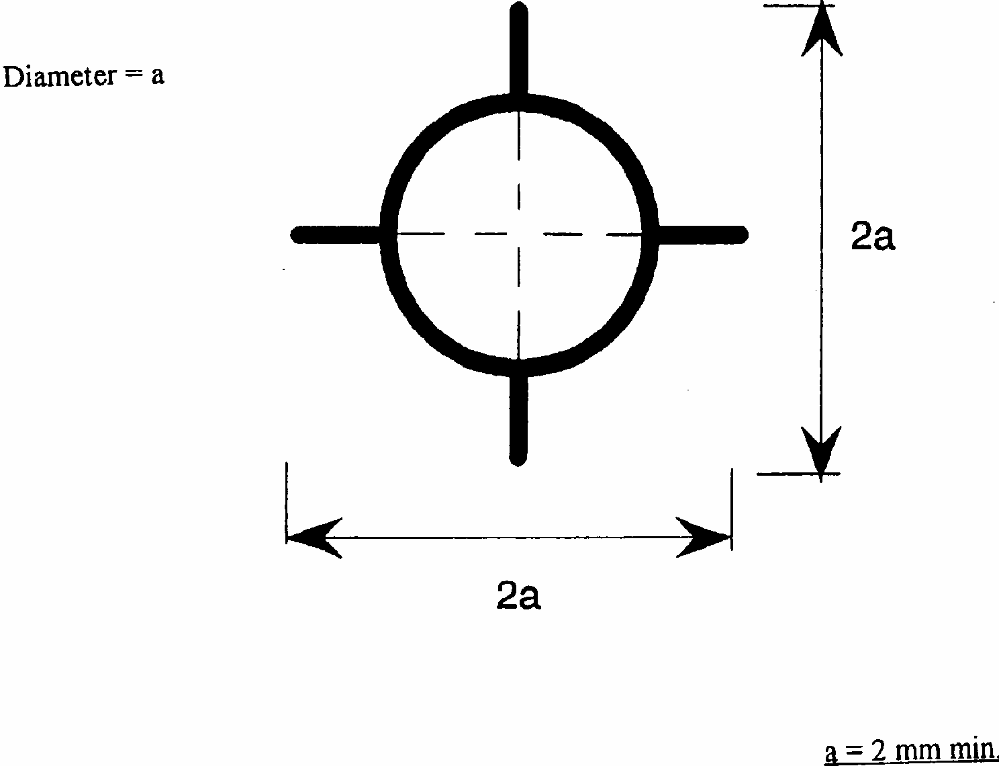 Diameter = a
2a
2a
a = 2 mm min.